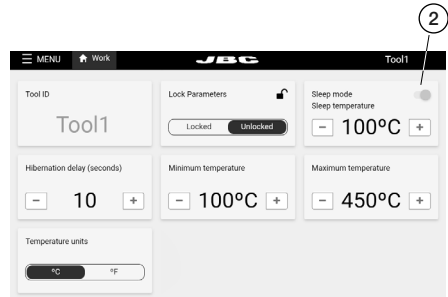 2
MENU Work JBC Tool1
Tool ID
Tool1
Lock Parameters
Locked Unlocked
Sleep mode
Sleep temperature
- 100ºC +
Hibernation delay (seconds)
- 10 +
Minimum temperature
- 100ºC +
Maximum temperature
- 450ºC +
Temperature units
ºC ºF